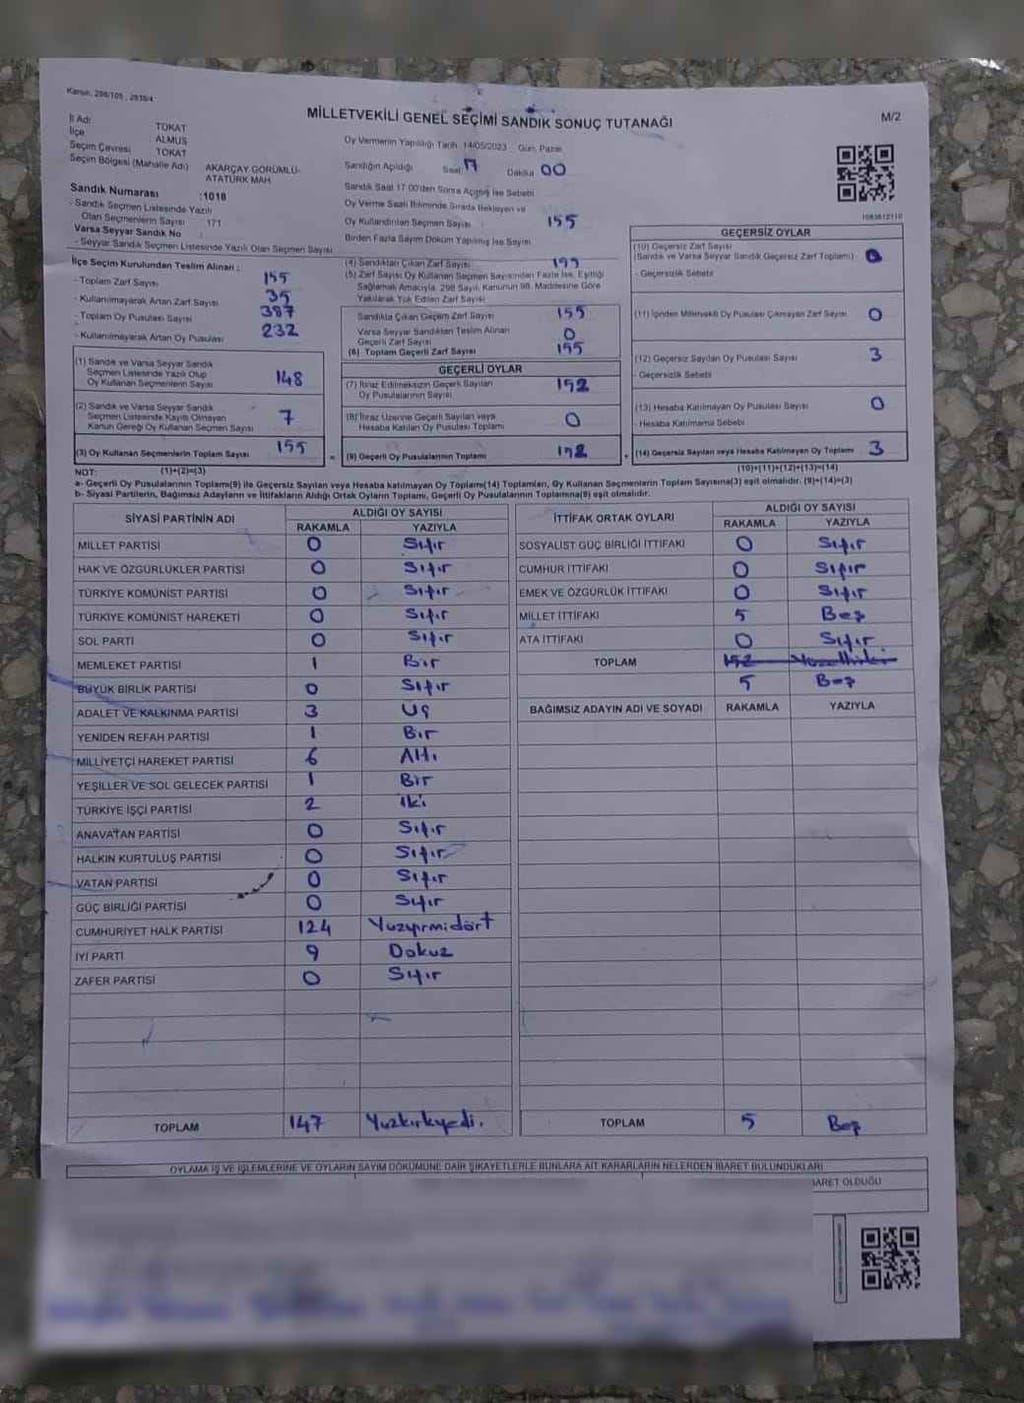 Kanun, 298/105, 2839/4
MİLLETVEKİLİ GENEL SEÇİMİ SANDIK SONUÇ TUTANAĞI
M/2
İl Adı TOKAT
İlçe ALMUS
Seçim Çevresi TOKAT
Seçim Bölgesi (Mahalle Adı) AKARÇAY GÖRÜMLÜ-
ATATÜRK MAH
Sandık Numarası :1018
- Sandık Seçmen Listesinde Yazılı
Olan Seçmenlerin Sayısı 171
Varsa Seyyar Sandık No
- Seyyar Sandık Seçmen Listesinde Yazılı Olan Seçmen Sayısı
Oy Vermenin Yapıldığı Tarih 14/05/2023 Gün. Pazar
Sandığın Açıldığı Saat 17 Dakika 00
Sandık Saat 17.00'den Sonra Açılmış İse Sebebi
Oy Verme Saati Bitiminde Sırada Bekleyen ve
Oy Kullandırılan Seçmen Sayısı 155
Birden Fazla Sayım Döküm Yapılmış İse Sayısı
İlçe Seçim Kurulundan Teslim Alınan :
- Toplam Zarf Sayısı
- Kullanılmayarak Artan Zarf Sayısı 35
- Toplam Oy Pusulası Sayısı 387
- Kullanılmayarak Artan Oy Pusulası 232
(1) Sandık ve Varsa Seyyar Sandık
Seçmen Listesinde Yazılı Olup
Oy Kullanan Seçmenlerin Sayısı 148
(2) Sandık ve Varsa Seyyar Sandık
Seçmen Listesinde Kayıtlı Olmayan
Kanun Gereği Oy Kullanan Seçmen Sayısı 7
(3) Oy Kullanan Seçmenlerin Toplam Sayısı 155
(4) Sandıktan Çıkan Zarf Sayısı
(5) Zarf Sayısı Oy Kullanan Seçmen Sayısından Fazla İse, Eşitliği
Sağlamak Amacıyla, 298 Sayılı Kanunun 98. Maddesine Göre
Yakılarak Yok Edilen Zarf Sayısı
Sandıkta Çıkan Geçerli Zarf Sayısı 155
Varsa Seyyar Sandıktan Teslim Alınan
Geçerli Zarf Sayısı 0
(6) Toplam Geçerli Zarf Sayısı 155
GEÇERLİ OYLAR
(7) İtiraz Edilmeksizin Geçerli Sayılan
Oy Pusulalarının Sayısı 152
(8) İtiraz Üzerine Geçerli Sayılan veya
Hesaba Katılan Oy Pusulası Toplamı 0
= (9) Geçerli Oy Pusulalarının Toplamı 152
1083612110
GEÇERSİZ OYLAR
(10) Geçersiz Zarf Sayısı
(Sandık ve Varsa Seyyar Sandık Geçersiz Zarf Toplamı)
- Geçersizlik Sebebi
(11) İçinden Milletvekili Oy Pusulası Çıkmayan Zarf Sayısı 0
(12) Geçersiz Sayılan Oy Pusulası Sayısı 3
- Geçersizlik Sebebi
(13) Hesaba Katılmayan Oy Pusulası Sayısı 0
- Hesaba Katılmama Sebebi
+ (14) Geçersiz Sayılan veya Hesaba Katılmayan Oy Toplamı 3
NOT: (1)+(2)=(3) (10)+(11)+(12)+(13)=(14)
a- Geçerli Oy Pusulalarının Toplamı(9) ile Geçersiz Sayılan veya Hesaba katılmayan Oy Toplamı(14) Toplamları, Oy Kullanan Seçmenlerin Toplam Sayısına(3) eşit olmalıdır. (9)+(14)=(3)
b- Siyasi Partilerin, Bağımsız Adayların ve İttifakların Aldığı Ortak Oyların Toplamı, Geçerli Oy Pusulalarının Toplamına(9) eşit olmalıdır.
SİYASİ PARTİNİN ADI ALDIĞI OY SAYISI
RAKAMLA YAZIYLA
MİLLET PARTİSİ 0 Sıfır
HAK VE ÖZGÜRLÜKLER PARTİSİ 0 Sıfır
TÜRKİYE KOMÜNİST PARTİSİ 0 Sıfır
TÜRKİYE KOMÜNİST HAREKETİ 0 Sıfır
SOL PARTİ 0 Sıfır
MEMLEKET PARTİSİ 1 Bir
BÜYÜK BİRLİK PARTİSİ 0 Sıfır
ADALET VE KALKINMA PARTİSİ 3 Üç
YENİDEN REFAH PARTİSİ 1 Bir
MİLLİYETÇİ HAREKET PARTİSİ 6 Altı
YEŞİLLER VE SOL GELECEK PARTİSİ 1 Bir
TÜRKİYE İŞÇİ PARTİSİ 2 iki
ANAVATAN PARTİSİ 0 Sıfır
HALKIN KURTULUŞ PARTİSİ 0 Sıfır
VATAN PARTİSİ 0 Sıfır
GÜÇ BİRLİĞİ PARTİSİ 0 Sıfır
CUMHURİYET HALK PARTİSİ 124 Yüzyirmidört
İYİ PARTİ 9 Dokuz
ZAFER PARTİSİ 0 Sıfır
TOPLAM 147 Yuzkırkyedi.
İTTİFAK ORTAK OYLARI ALDIĞI OY SAYISI
RAKAMLA YAZIYLA
SOSYALİST GÜÇ BİRLİĞİ İTTİFAKI 0 Sıfır
CUMHUR İTTİFAKI 0 Sıfır
EMEK VE ÖZGÜRLÜK İTTİFAKI 0 Sıfır
MİLLET İTTİFAKI 5 Beş
ATA İTTİFAKI 0 Sıfır
TOPLAM 152 Yüzelliiki
5 Beş
BAĞIMSIZ ADAYIN ADI VE SOYADI RAKAMLA YAZIYLA
TOPLAM 5 Beş
OYLAMA İŞ VE İŞLEMLERİNE VE OYLARIN SAYIM DÖKÜMÜNE DAİR ŞİKAYETLERLE BUNLARA AİT KARARLARIN NELERDEN İBARET BULUNDUKLARI
BARET OLDUĞU